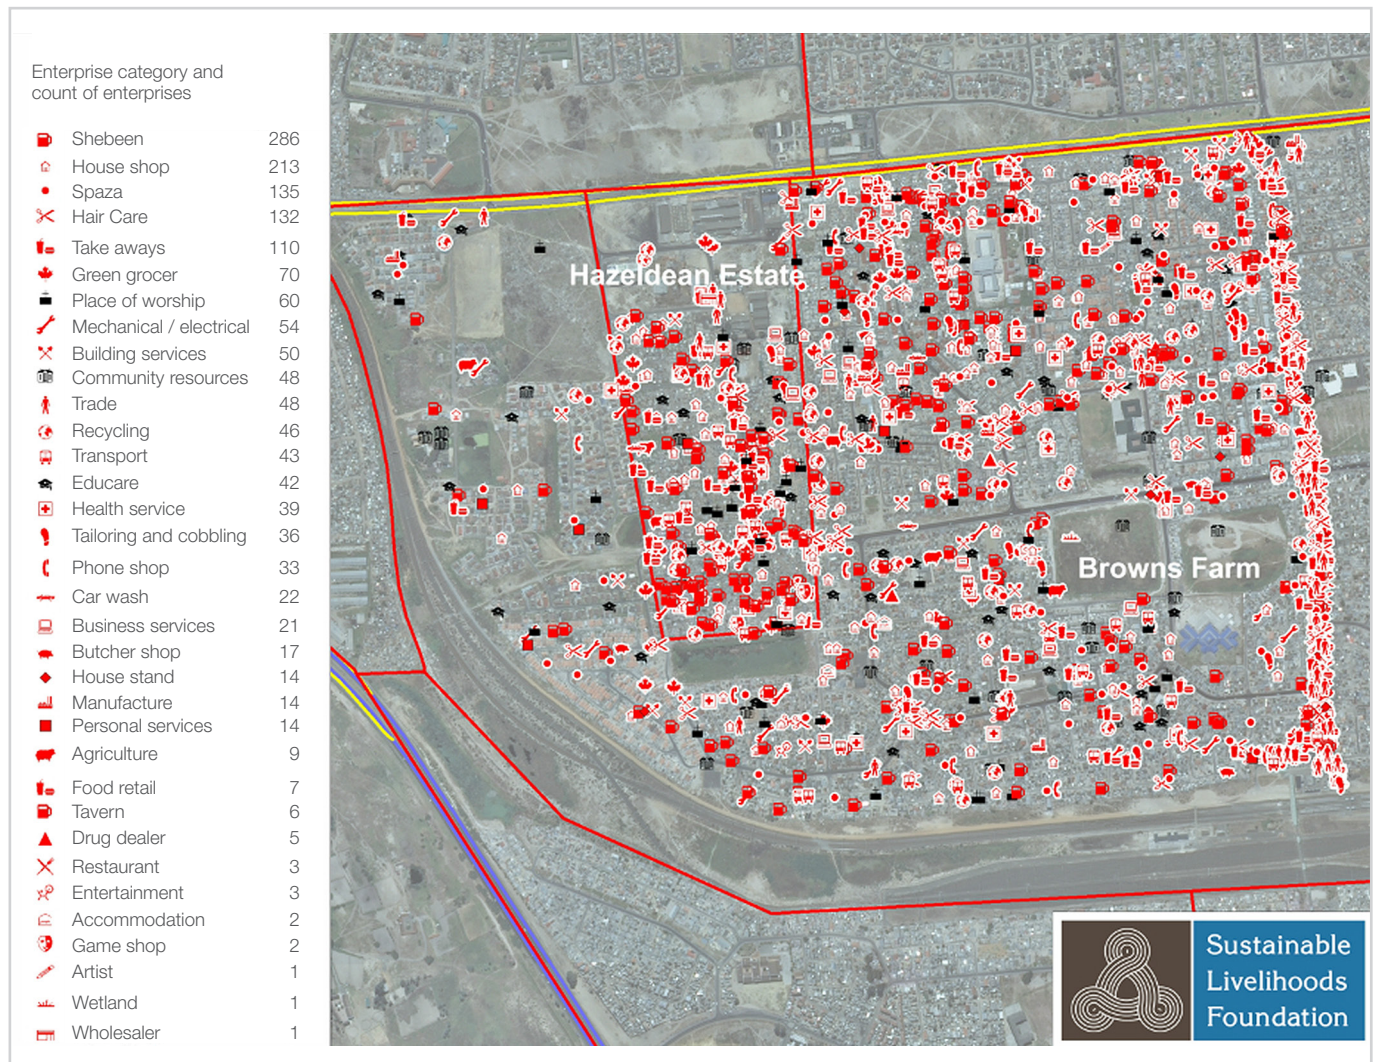 Enterprise category and
count of enterprises
Shebeen 286
House shop 213
Spaza 135
Hair Care 132
Take aways 110
Green grocer 70
Place of worship 60
Mechanical / electrical 54
Building services 50
Community resources 48
Trade 48
Recycling 46
Transport 43
Educare 42
Health service 39
Tailoring and cobbling 36
Phone shop 33
Car wash 22
Business services 21
Butcher shop 17
House stand 14
Manufacture 14
Personal services 14
Agriculture 9
Food retail 7
Tavern 6
Drug dealer 5
Restaurant 3
Entertainment 3
Accommodation 2
Game shop 2
Artist 1
Wetland 1
Wholesaler 1
Hazeldean Estate
Browns Farm
Sustainable
Livelihoods
Foundation